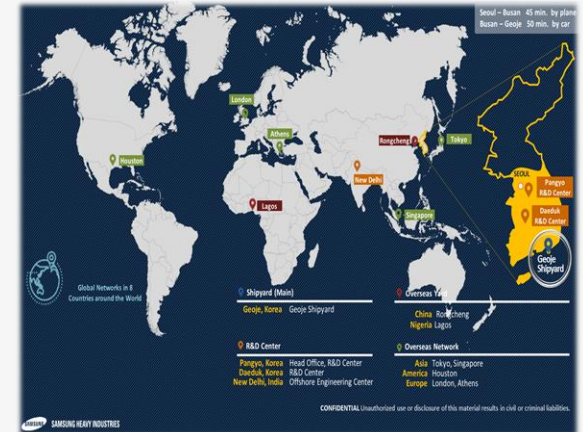 Seoul – Busan 45 min. by plane
Busan – Geoje 50 min. by car
London
Athens
Houston
Rongcheng
Tokyo
New Delhi
Lagos
Singapore
SEOUL
Pangyo
R&D Center
Daeduk
R&D Center
Geoje
Shipyard
Global Networks in 8
Countries around the World
Shipyard (Main)
Geoje, Korea Geoje Shipyard
Overseas Yard
China Rongcheng
Nigeria Lagos
R&D Center
Pangyo, Korea Head Office, R&D Center
Daeduk, Korea R&D Center
New Delhi, India Offshore Engineering Center
Overseas Network
Asia Tokyo, Singapore
America Houston
Europe London, Athens
CONFIDENTIAL Unauthorized use or disclosure of this material results in civil or criminal liabilities.
SAMSUNG SAMSUNG HEAVY INDUSTRIES